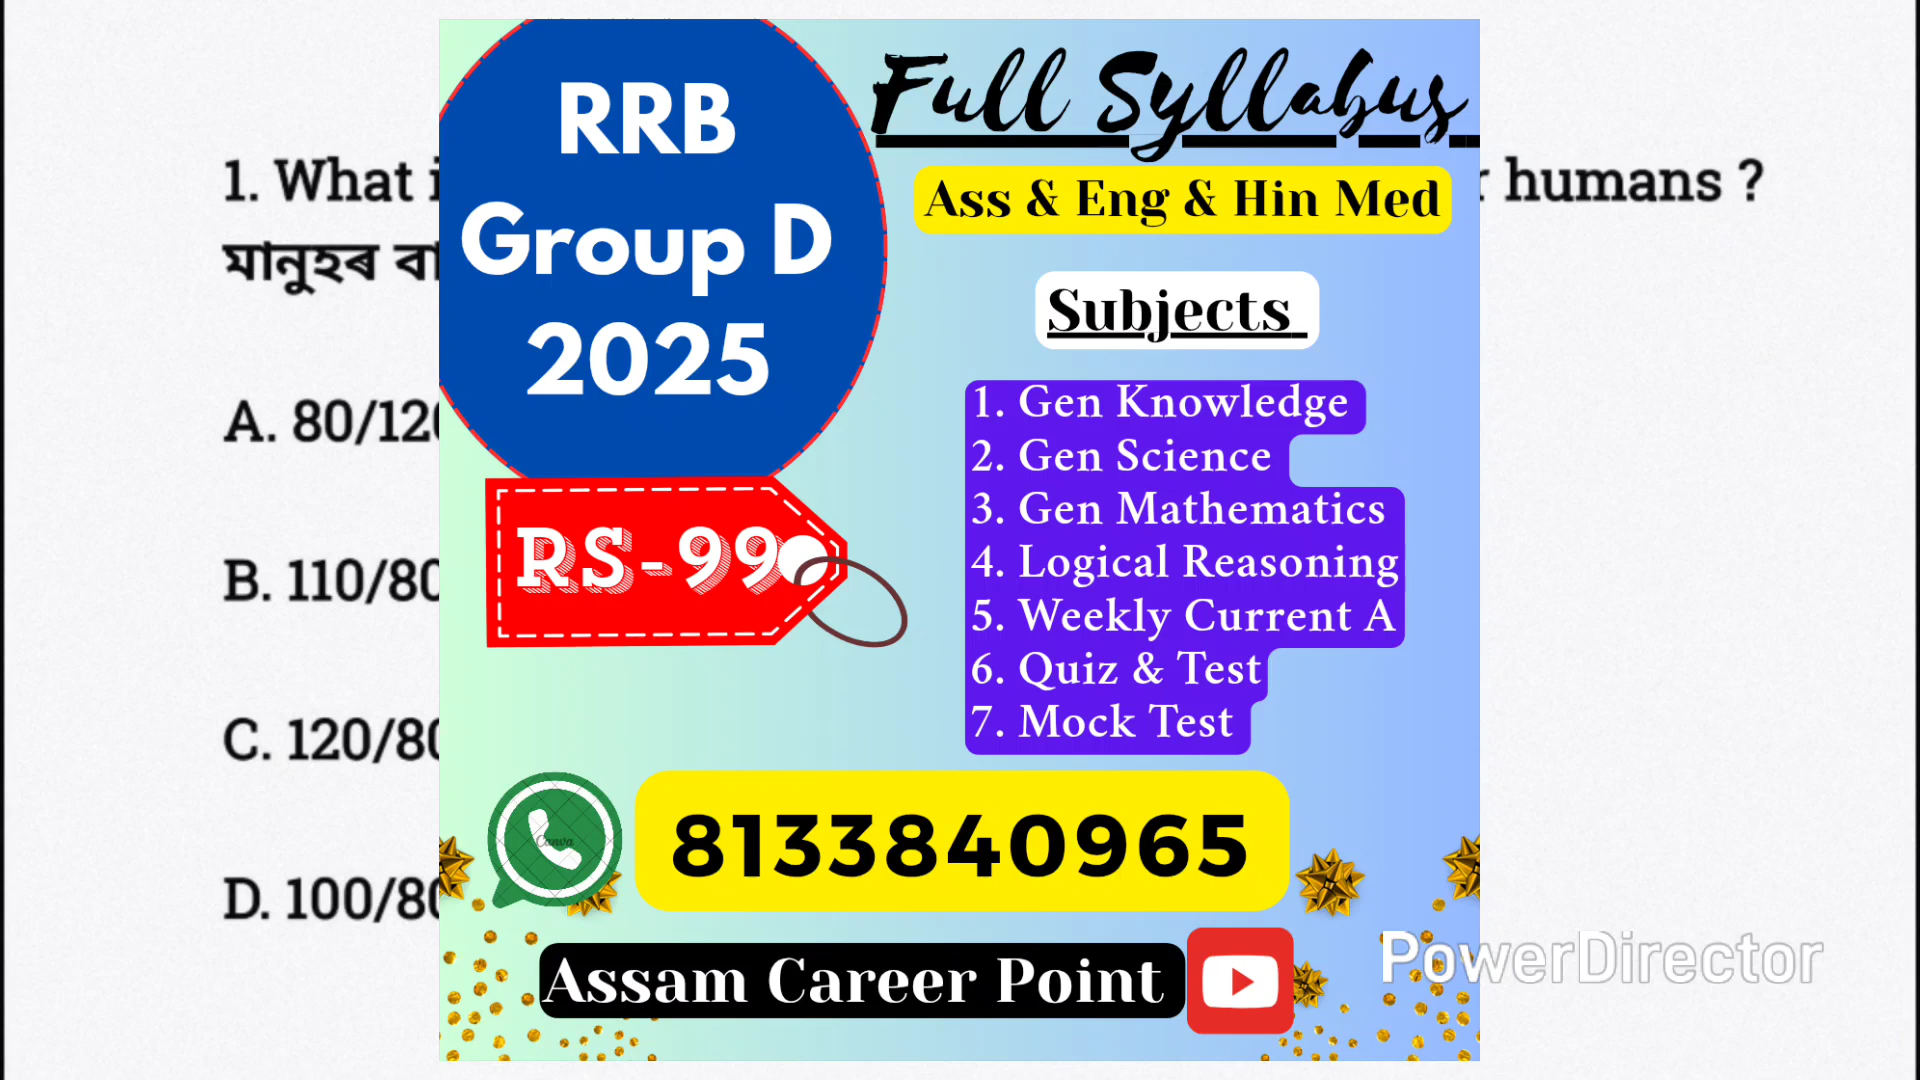 RRB
Group D
2025
Full Syllabus
Ass & Eng & Hin Med
Subjects
1. Gen Knowledge
2. Gen Science
3. Gen Mathematics
4. Logical Reasoning
5. Weekly Current A
6. Quiz & Test
7. Mock Test
RS-99
Canva
8133840965
Assam Career Point
1. What
humans ?
মানুহৰ
A. 80/120
B. 110/80
C. 120/80
D. 100/80
PowerDirector